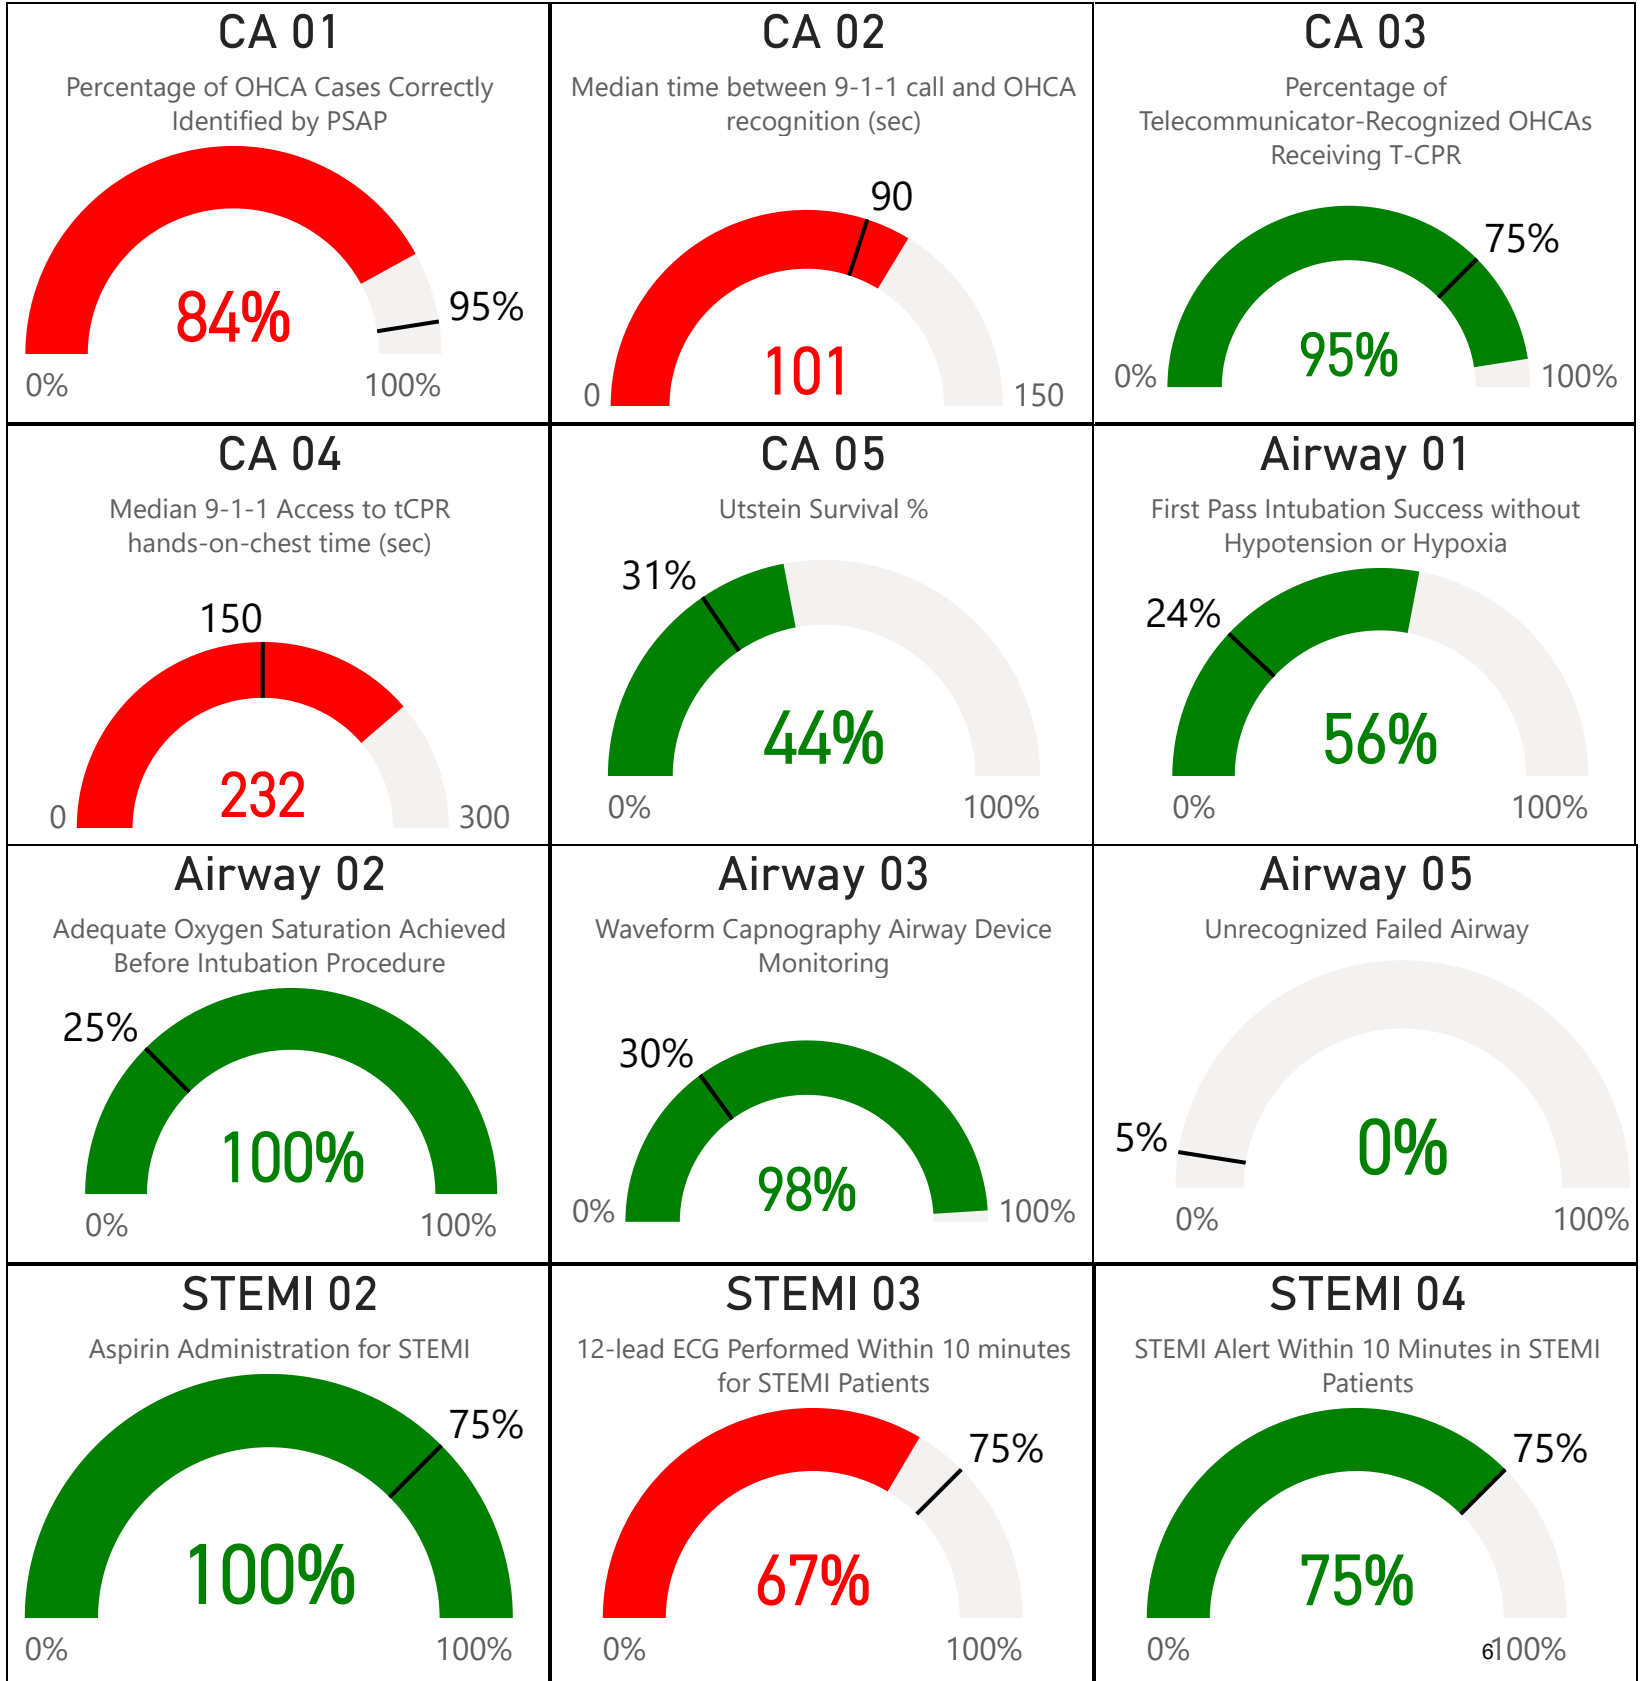 CA 01
Percentage of OHCA Cases Correctly
Identified by PSAP
95%
84%
0%
100%
CA 02
Median time between 9-1-1 call and OHCA
recognition (sec)
90
101
0
150
CA 03
Percentage of
Telecommunicator-Recognized OHCAs
Receiving T-CPR
75%
95%
0%
100%
CA 04
Median 9-1-1 Access to tCPR
hands-on-chest time (sec)
150
232
0
300
CA 05
Utstein Survival %
31%
44%
0%
100%
Airway 01
First Pass Intubation Success without
Hypotension or Hypoxia
24%
56%
0%
100%
Airway 02
Adequate Oxygen Saturation Achieved
Before Intubation Procedure
25%
100%
0%
100%
Airway 03
Waveform Capnography Airway Device
Monitoring
30%
98%
0%
100%
Airway 05
Unrecognized Failed Airway
5%
0%
0%
100%
STEMI 02
Aspirin Administration for STEMI
75%
100%
0%
100%
STEMI 03
12-lead ECG Performed Within 10 minutes
for STEMI Patients
75%
67%
0%
100%
STEMI 04
STEMI Alert Within 10 Minutes in STEMI
Patients
75%
75%
0%
100%
6